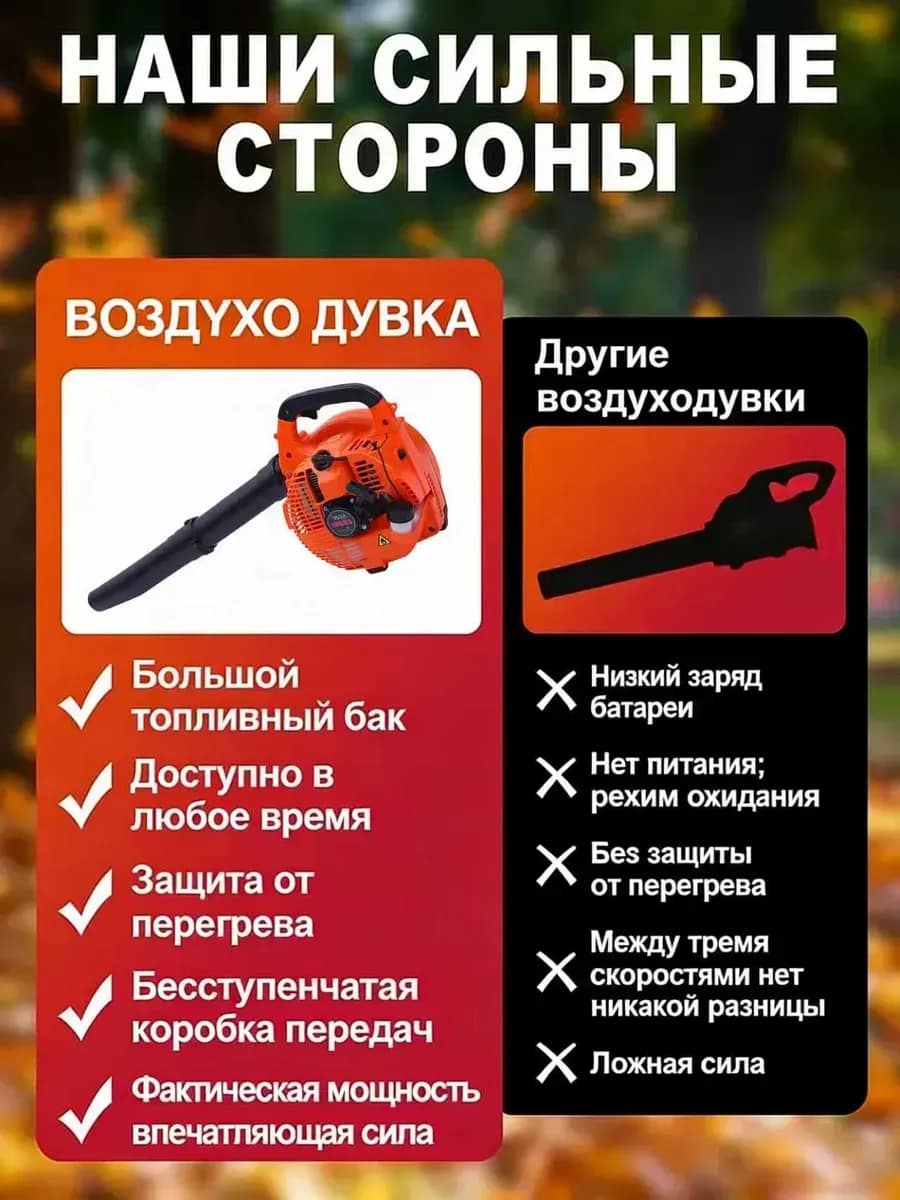 НАШИ СИЛЬНЫЕ
СТОРОНЫ
ВОЗДУХО ДУВКА
Большой
топливный бак
Доступно в
любое время
Защита от
перегрева
Бесступенчатая
коробка передач
Фактическая мощность
впечатляющая сила
Другие
воздуходувки
Низкий заряд
батареи
Нет питания;
рехим ожидания
Беѕ защиты
от перегрева
Между тремя
скоростями нет
никакой разницы
Ложная сила